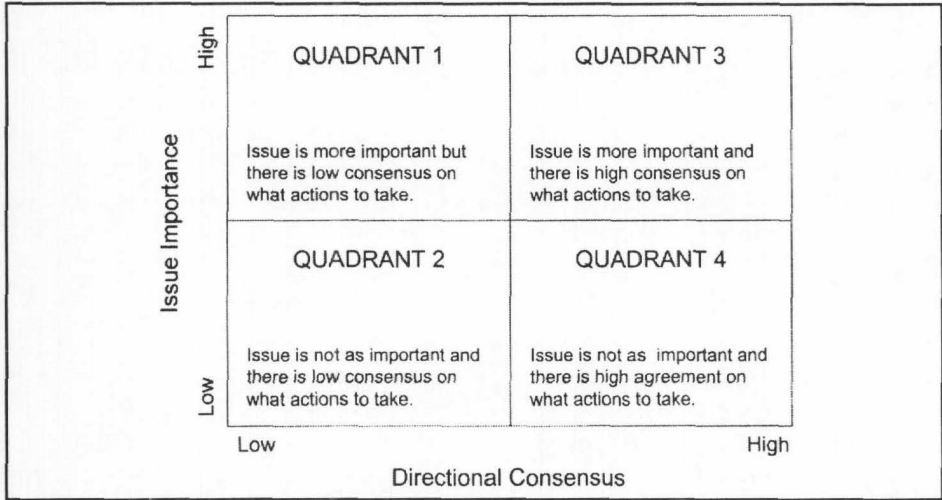 High
QUADRANT 1
Issue is more important but
there is low consensus on
what actions to take.
QUADRANT 3
Issue is more important and
there is high consensus on
what actions to take.
Issue Importance
QUADRANT 2
Issue is not as important and
there is low consensus on
what actions to take.
QUADRANT 4
Issue is not as important and
there is high agreement on
what actions to take.
Low
Low
High
Directional Consensus